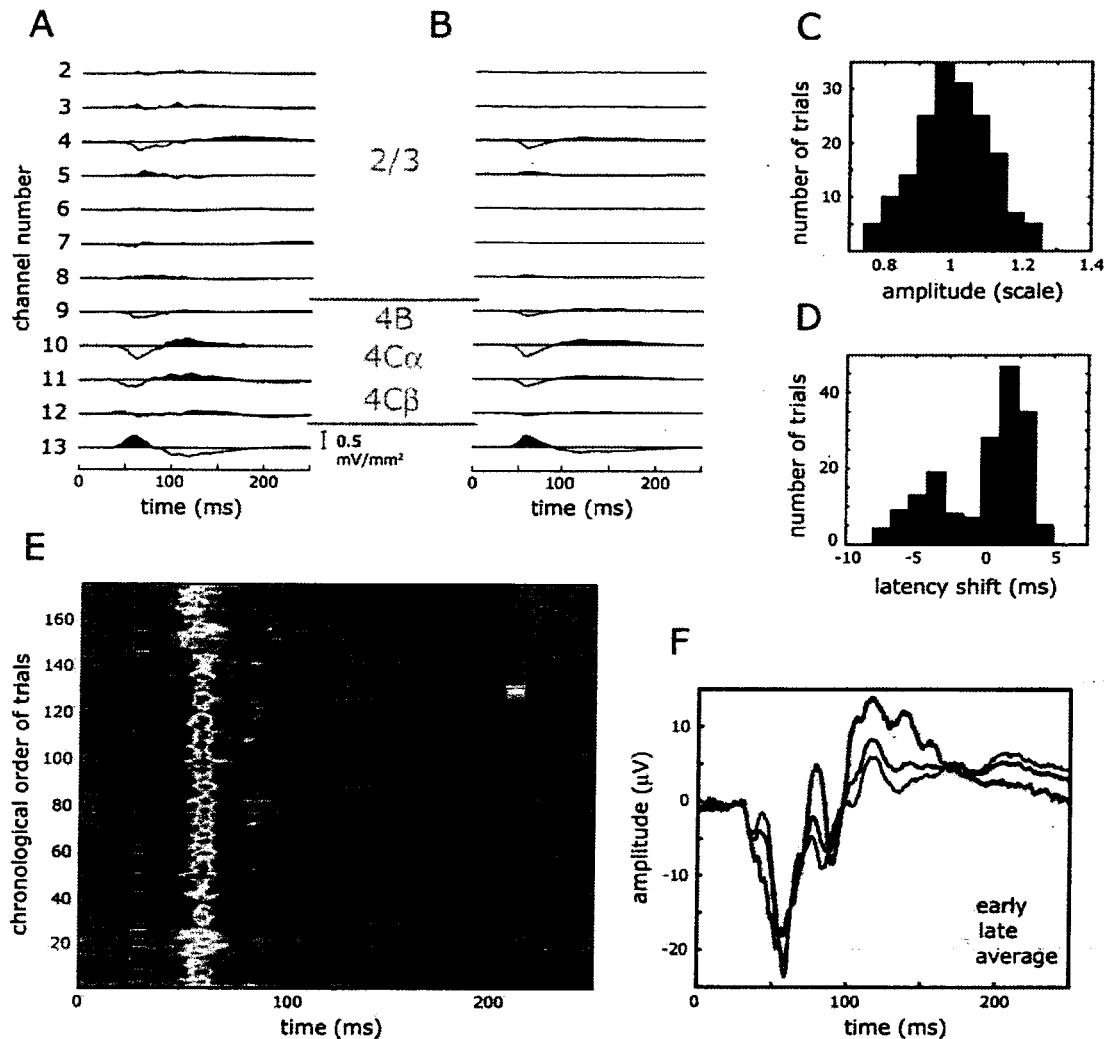 A
B
C
D
E
F
channel number
2
3
4
5
6
7
8
9
10
11
12
13
0
100
200
time (ms)
0.5
mV/mm²
2/3
4B
4Cα
4Cβ
0
100
200
time (ms)
number of trials
35
30
20
10
0.8
1
1.2
1.4
amplitude (scale)
number of trials
40
20
0
-10
-5
0
5
latency shift (ms)
chronological order of trials
160
140
120
100
80
60
40
20
0
100
200
time (ms)
amplitude (μV)
10
0
-10
-20
early
late
average
0
100
200
time (ms)